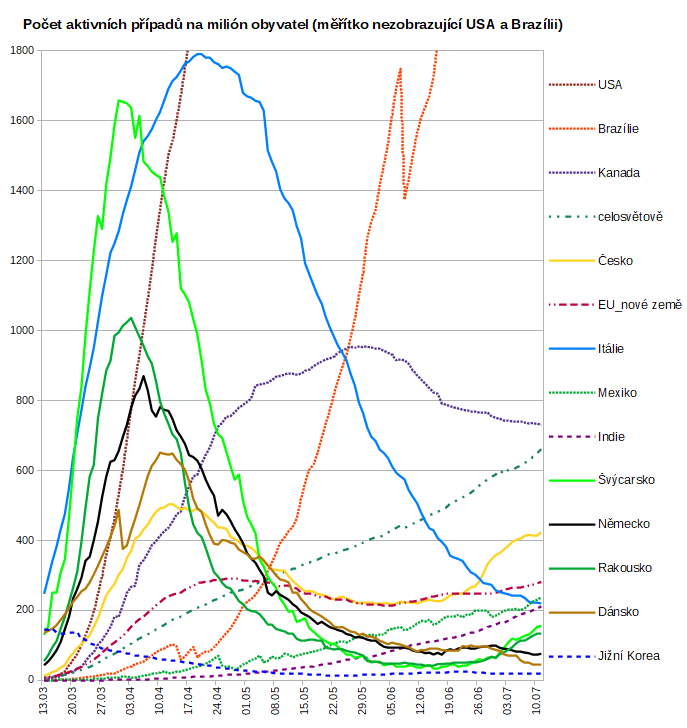 Počet aktivních případů na milión obyvatel (měřítko nezobrazující USA a Brazílii)
1800
1600
1400
1200
1000
800
600
400
200
0
13.03
20.03
27.03
03.04
10.04
17.04
24.04
01.05
08.05
15.05
22.05
29.05
05.06
12.06
19.06
26.06
03.07
10.07
USA
Brazílie
Kanada
celosvětově
Česko
EU_nové země
Itálie
Mexiko
Indie
Švýcarsko
Německo
Rakousko
Dánsko
Jižní Korea